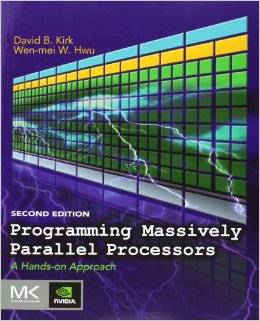 David B. Kirk
Wen-mei W. Hwu
SECOND EDITION
Programming Massively
Parallel Processors
A Hands-on Approach
MK
NVIDIA